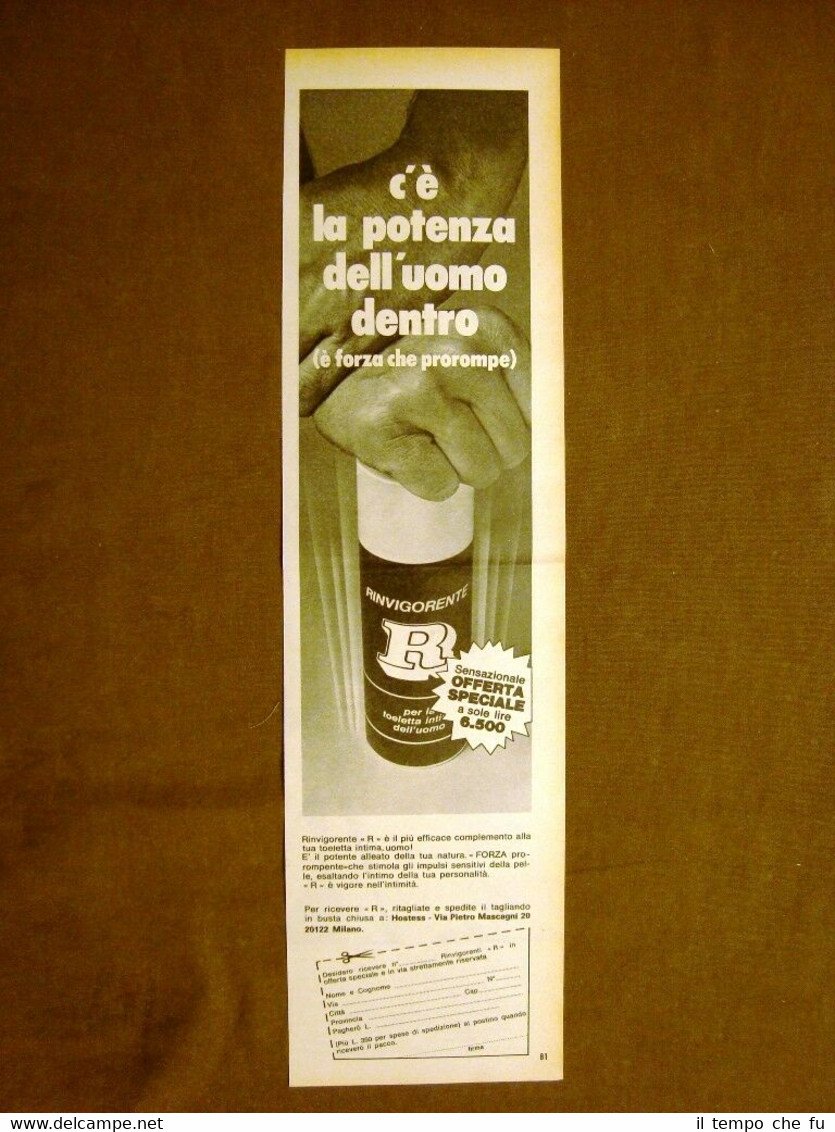 c'è
la potenza
dell'uomo
dentro
(è forza che prorompe)
RINVIGORENTE
R
per la
toeletta inti
dell'uomo
Sensazionale
OFFERTA
SPECIALE
a sole lire
6.500
Rinvigorente « R » è il più efficace complemento alla
tua toeletta intima, uomo!
E' il potente alleato della tua natura. « FORZA pro-
rompente » che stimola gli impulsi sensitivi della pel-
le, esaltando l'intimo della tua personalità.
« R » è vigore nell'intimità.
Per ricevere « R », ritagliate e spedite il tagliando
in busta chiusa a: Hostess - Via Pietro Mascagni 20
20122 Milano.
Desidero ricevere n° Rinvigorenti « R » in
offerta speciale e in via strettamente riservata
Nome e Cognome
Via N°
Città Cap
Provincia
Pagherò L.
(Più L. 350 per spese di spedizione) al postino quando
riceverò il pacco. firma
B1
delcampe.net
il tempo che fu